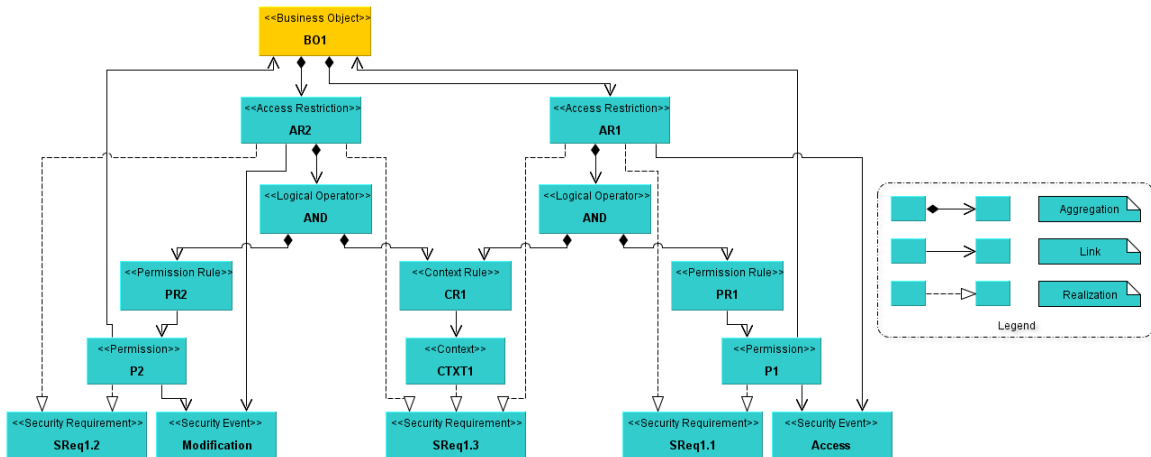 <<Business Object>>
BO1
<<Access Restriction>>
AR2
<<Access Restriction>>
AR1
<<Logical Operator>>
AND
<<Logical Operator>>
AND
<<Permission Rule>>
PR2
<<Context Rule>>
CR1
<<Permission Rule>>
PR1
<<Permission>>
P2
<<Context>>
CTXT1
<<Permission>>
P1
<<Security Requirement>>
SReq1.2
<<Security Event>>
Modification
<<Security Requirement>>
SReq1.3
<<Security Requirement>>
SReq1.1
<<Security Event>>
Access
Aggregation
Link
Realization
Legend